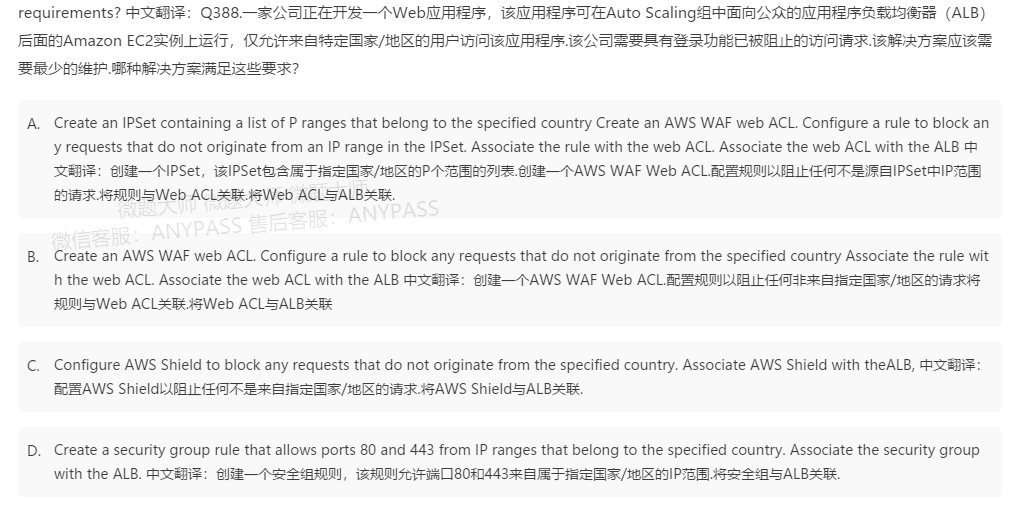 requirements? 中文翻译：Q388.一家公司正在开发一个Web应用程序，该应用程序可在Auto Scaling组中面向公众的应用程序负载均衡器（ALB）
后面的Amazon EC2实例上运行，仅允许来自特定国家/地区的用户访问该应用程序.该公司需要具有登录功能已被阻止的访问请求.该解决方案应该需
要最少的维护.哪种解决方案满足这些要求？
A. Create an IPSet containing a list of P ranges that belong to the specified country Create an AWS WAF web ACL. Configure a rule to block an
y requests that do not originate from an IP range in the IPSet. Associate the rule with the web ACL. Associate the web ACL with the ALB 中
文翻译：创建一个IPSet，该IPSet包含属于指定国家/地区的P个范围的列表.创建一个AWS WAF Web ACL.配置规则以阻止任何不是源自IPSet中IP范围
的请求.将规则与Web ACL关联.将Web ACL与ALB关联.
微题大师 微题大师 微题大师
微信客服：ANYPASS 售后客服：ANYPASS
B. Create an AWS WAF web ACL. Configure a rule to block any requests that do not originate from the specified country Associate the rule wit
h the web ACL. Associate the web ACL with the ALB 中文翻译：创建一个AWS WAF Web ACL.配置规则以阻止任何非来自指定国家/地区的请求将
规则与Web ACL关联.将Web ACL与ALB关联
C. Configure AWS Shield to block any requests that do not originate from the specified country. Associate AWS Shield with theALB, 中文翻译：
配置AWS Shield以阻止任何不是来自指定国家/地区的请求.将AWS Shield与ALB关联.
D. Create a security group rule that allows ports 80 and 443 from IP ranges that belong to the specified country. Associate the security group
with the ALB. 中文翻译：创建一个安全组规则，该规则允许端口80和443来自属于指定国家/地区的IP范围.将安全组与ALB关联.